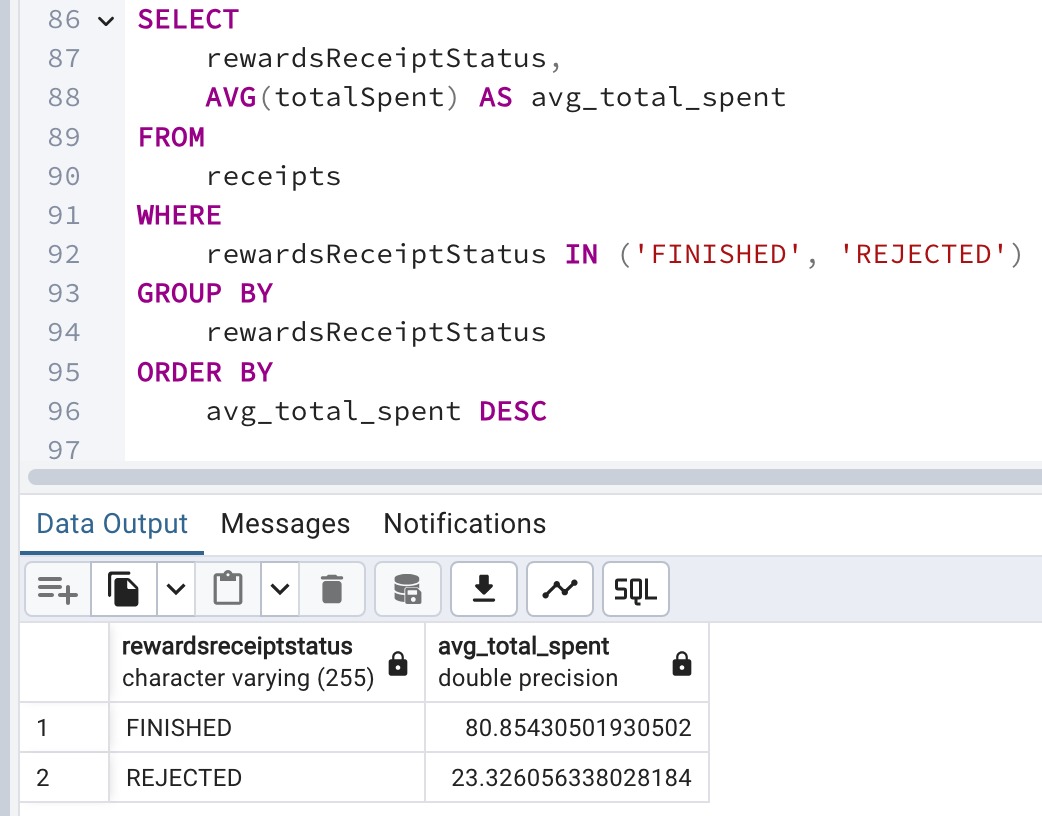 86 SELECT
87 rewardsReceiptStatus,
88 AVG(totalSpent) AS avg_total_spent
89 FROM
90 receipts
91 WHERE
92 rewardsReceiptStatus IN ('FINISHED', 'REJECTED')
93 GROUP BY
94 rewardsReceiptStatus
95 ORDER BY
96 avg_total_spent DESC
97
Data Output Messages Notifications
SQL
rewardsreceiptstatus avg_total_spent
character varying (255) double precision
1 FINISHED 80.85430501930502
2 REJECTED 23.326056338028184